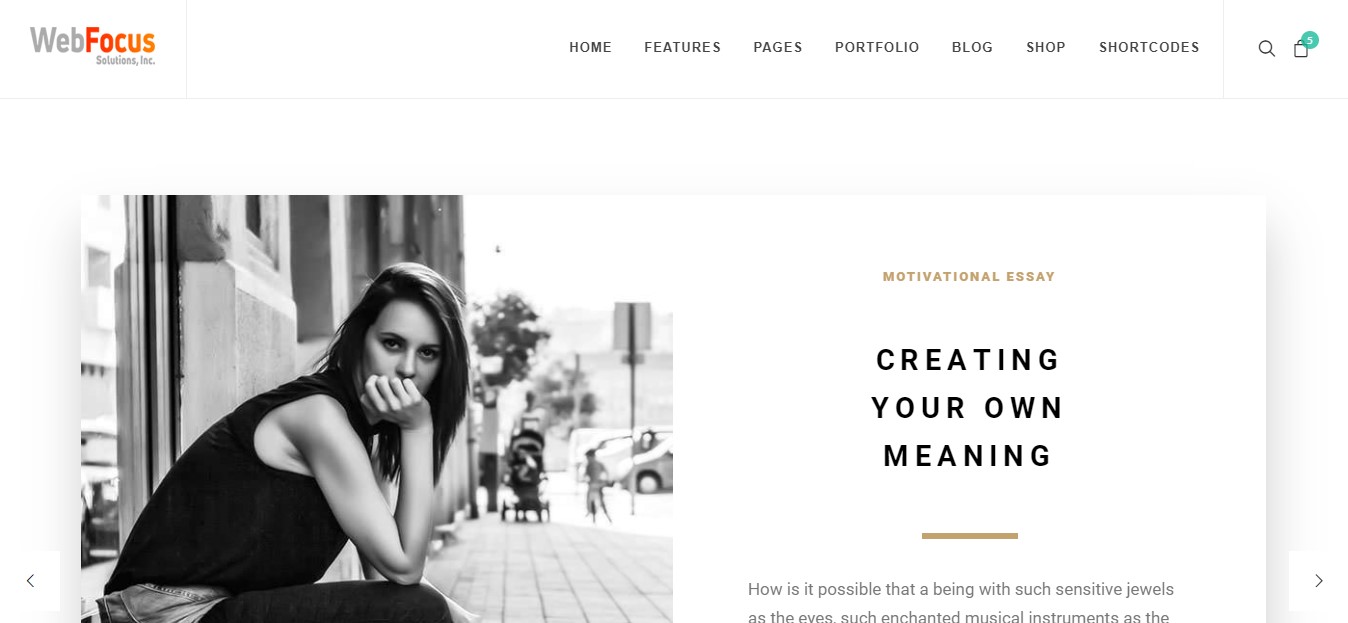 WebFocus
Solutions, Inc.
HOME FEATURES PAGES PORTFOLIO BLOG SHOP SHORTCODES
5
MOTIVATIONAL ESSAY
CREATING
YOUR OWN
MEANING
How is it possible that a being with such sensitive jewels
as the eyes, such enchanted musical instruments as the